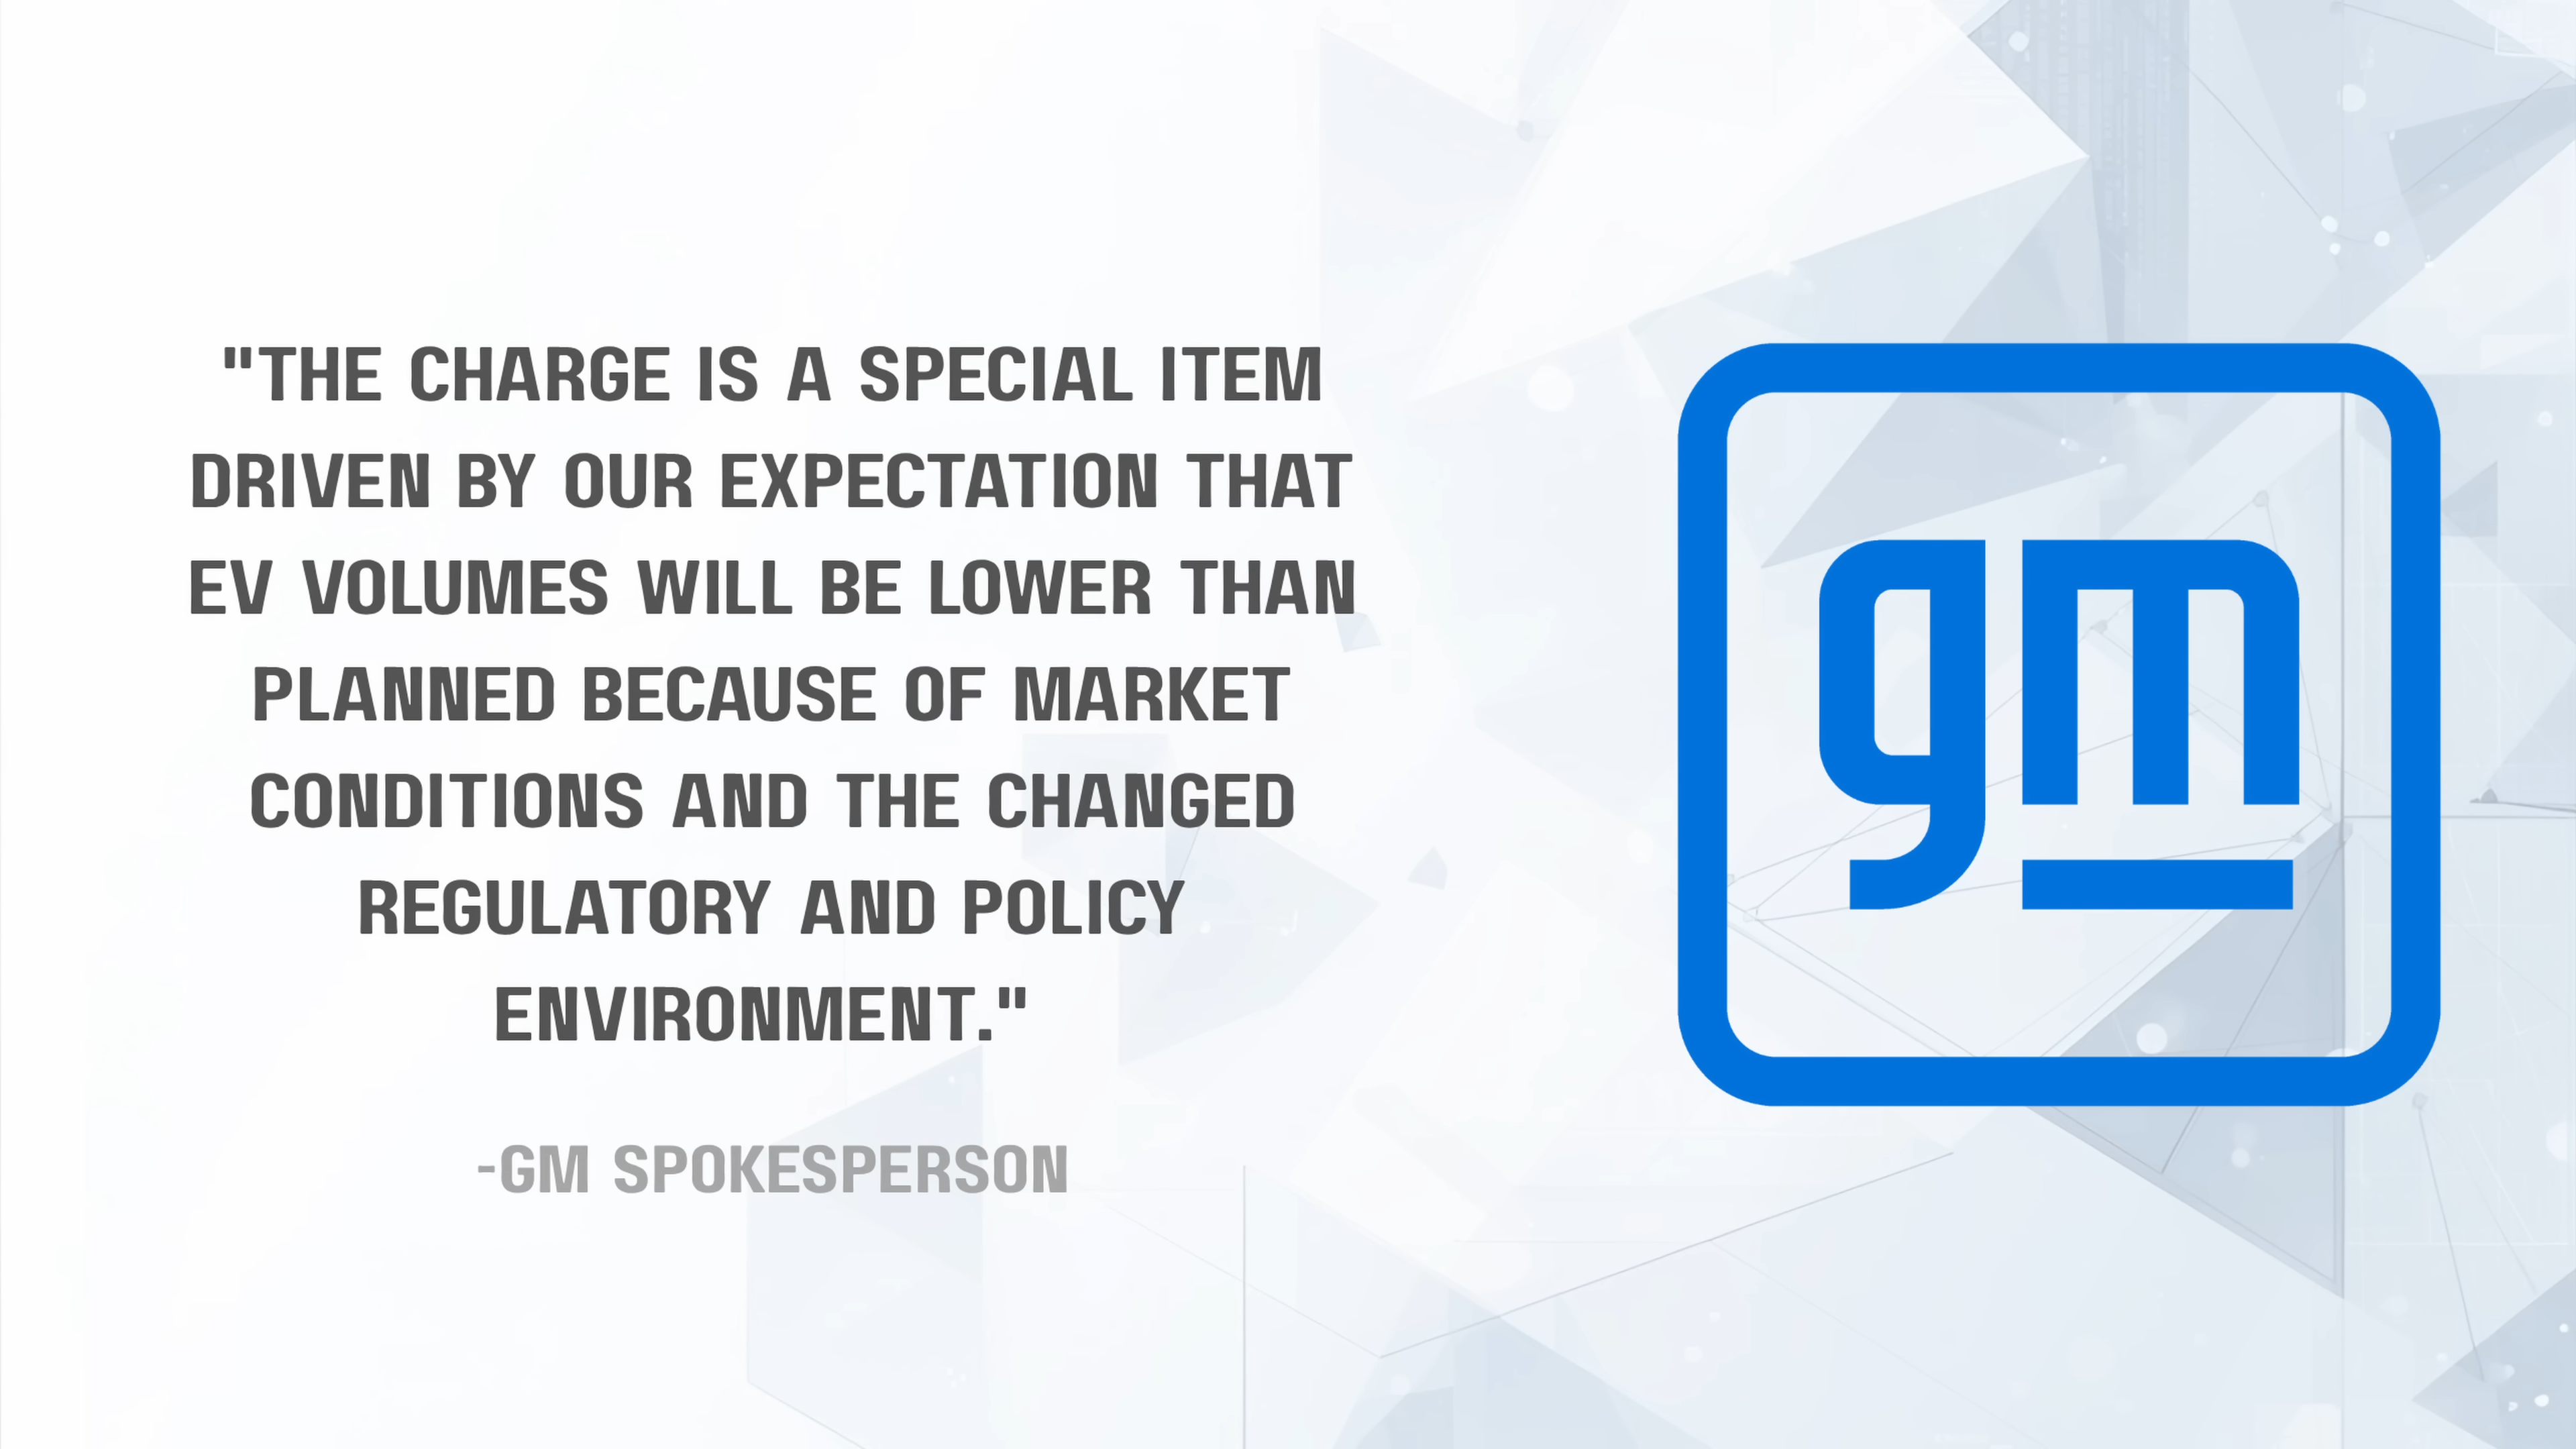 "THE CHARGE IS A SPECIAL ITEM
DRIVEN BY OUR EXPECTATION THAT
EV VOLUMES WILL BE LOWER THAN
PLANNED BECAUSE OF MARKET
CONDITIONS AND THE CHANGED
REGULATORY AND POLICY
ENVIRONMENT."
-GM SPOKESPERSON
gm